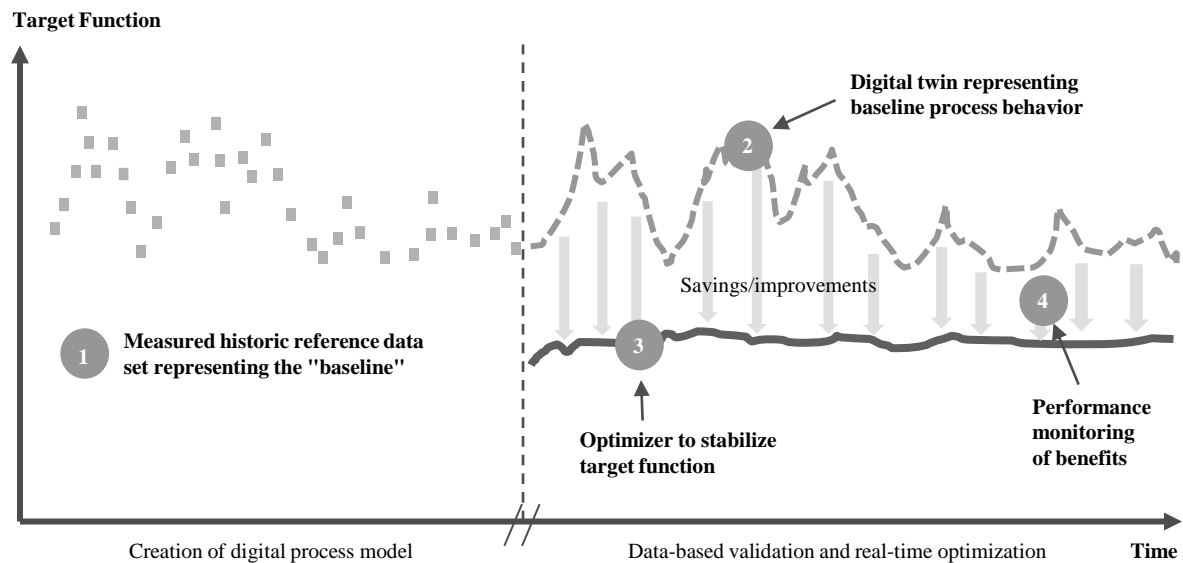 Target Function
Digital twin representing
baseline process behavior
2
Savings/improvements
4
1
Measured historic reference data
set representing the "baseline"
3
Optimizer to stabilize
target function
Performance
monitoring
of benefits
Creation of digital process model
Data-based validation and real-time optimization
Time